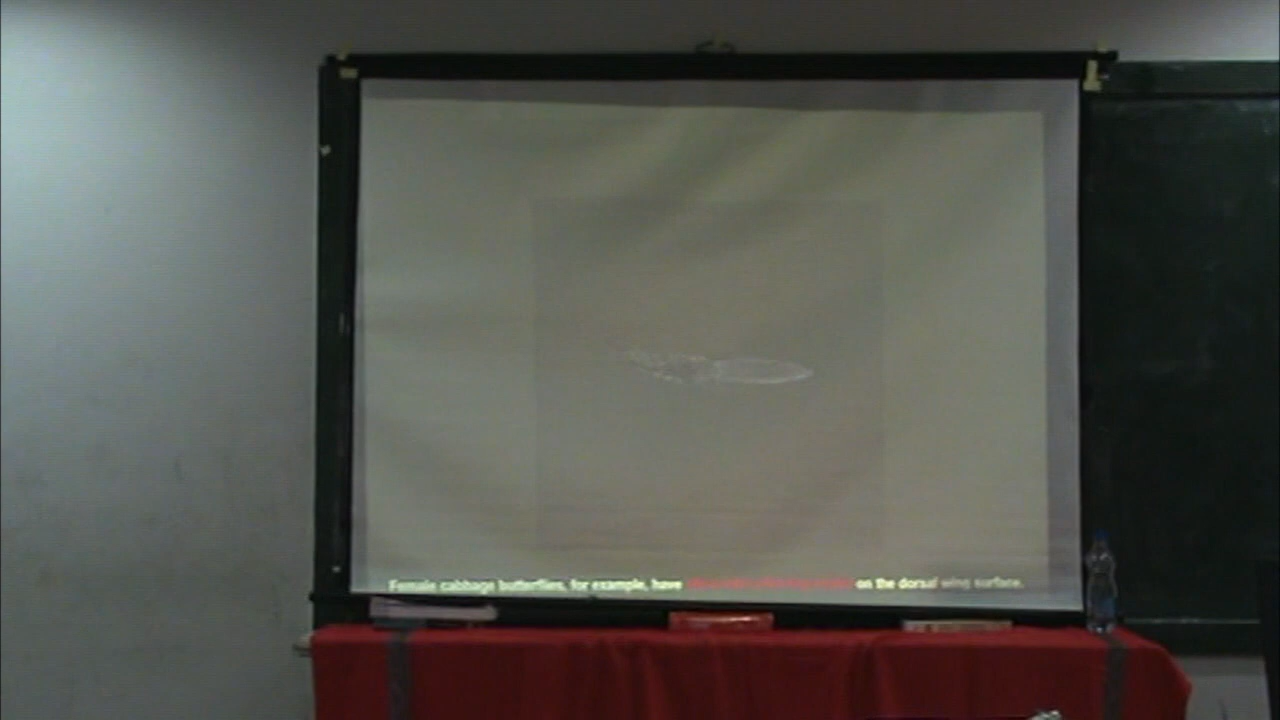 Female cabbage butterflies, for example, have on the dorsal wing surface.